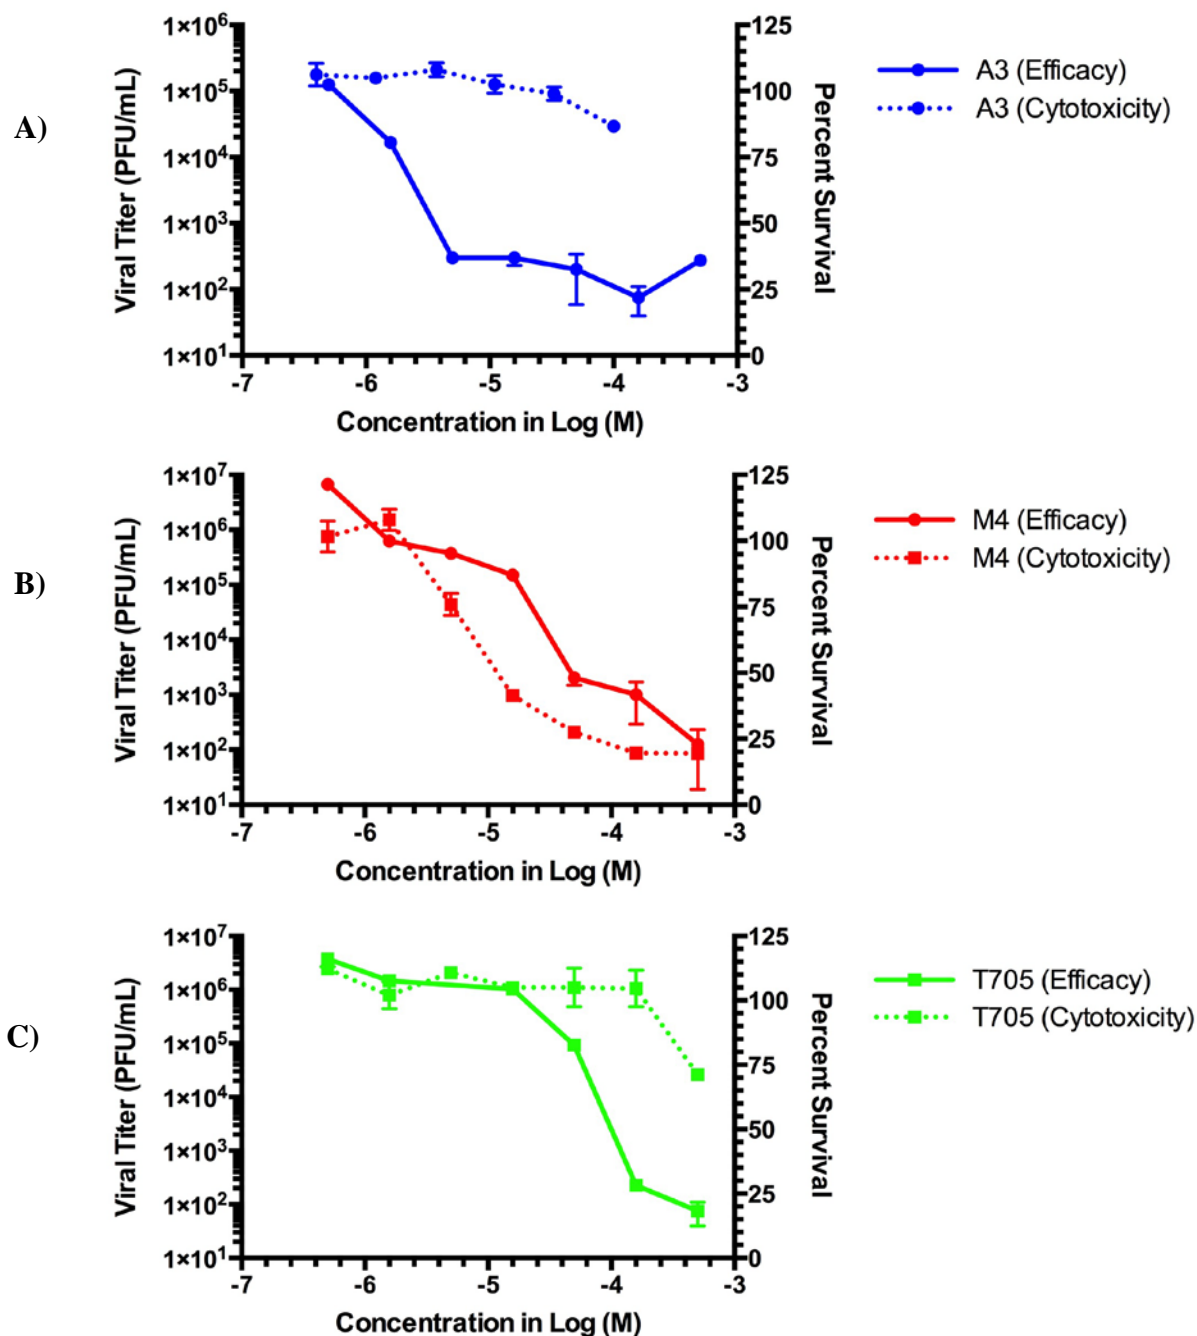 A)
Viral Titer (PFU/mL)
1×10⁶
1×10⁵
1×10⁴
1×10³
1×10²
1×10¹
125
100
75
50
25
0
Percent Survival
-7 -6 -5 -4 -3
Concentration in Log (M)
A3 (Efficacy)
A3 (Cytotoxicity)
B)
Viral Titer (PFU/mL)
1×10⁷
1×10⁶
1×10⁵
1×10⁴
1×10³
1×10²
1×10¹
125
100
75
50
25
0
Percent Survival
-7 -6 -5 -4 -3
Concentration in Log (M)
M4 (Efficacy)
M4 (Cytotoxicity)
C)
Viral Titer (PFU/mL)
1×10⁷
1×10⁶
1×10⁵
1×10⁴
1×10³
1×10²
1×10¹
125
100
75
50
25
0
Percent Survival
-7 -6 -5 -4 -3
Concentration in Log (M)
T705 (Efficacy)
T705 (Cytotoxicity)